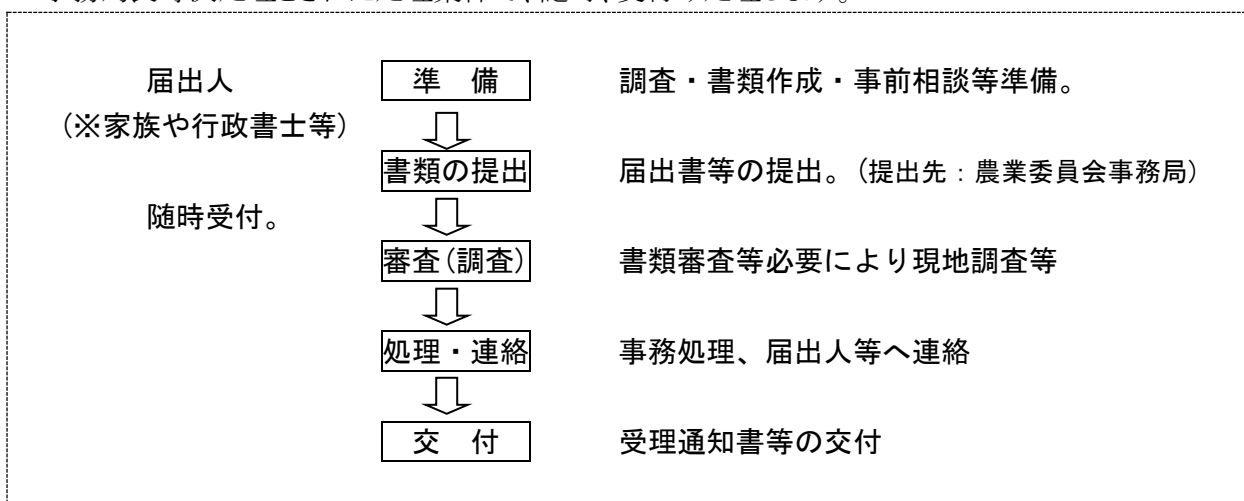 届出人 準 備 調査・書類作成・事前相談等準備。
(※家族や行政書士等)
書類の提出 届出書等の提出。(提出先：農業委員会事務局)
随時受付。
審査(調査) 書類審査等必要により現地調査等
処理・連絡 事務処理、届出人等へ連絡
交 付 受理通知書等の交付